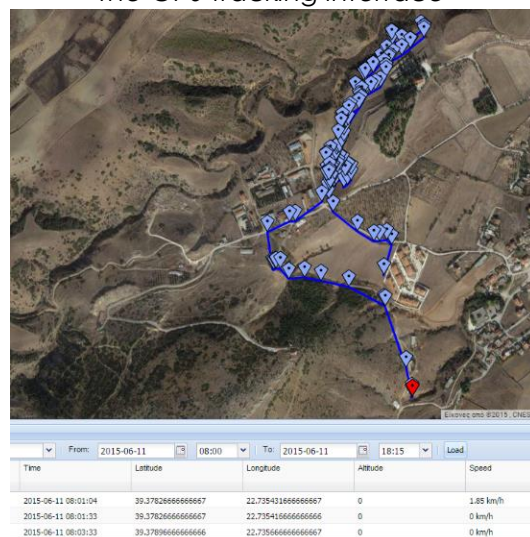 The GPS tracking interface
Εικόνες από ©2015 , CNES
From: 2015-06-11 08:00 To: 2015-06-11 18:15 Load
Time Latitude Longitude Altitude Speed
2015-06-11 08:01:04 39.37826666666667 22.735431666666667 0 1.85 km/h
2015-06-11 08:01:33 39.37826666666667 22.735416666666666 0 0 km/h
2015-06-11 08:03:33 39.37896666666666 22.735666666666667 0 0 km/h